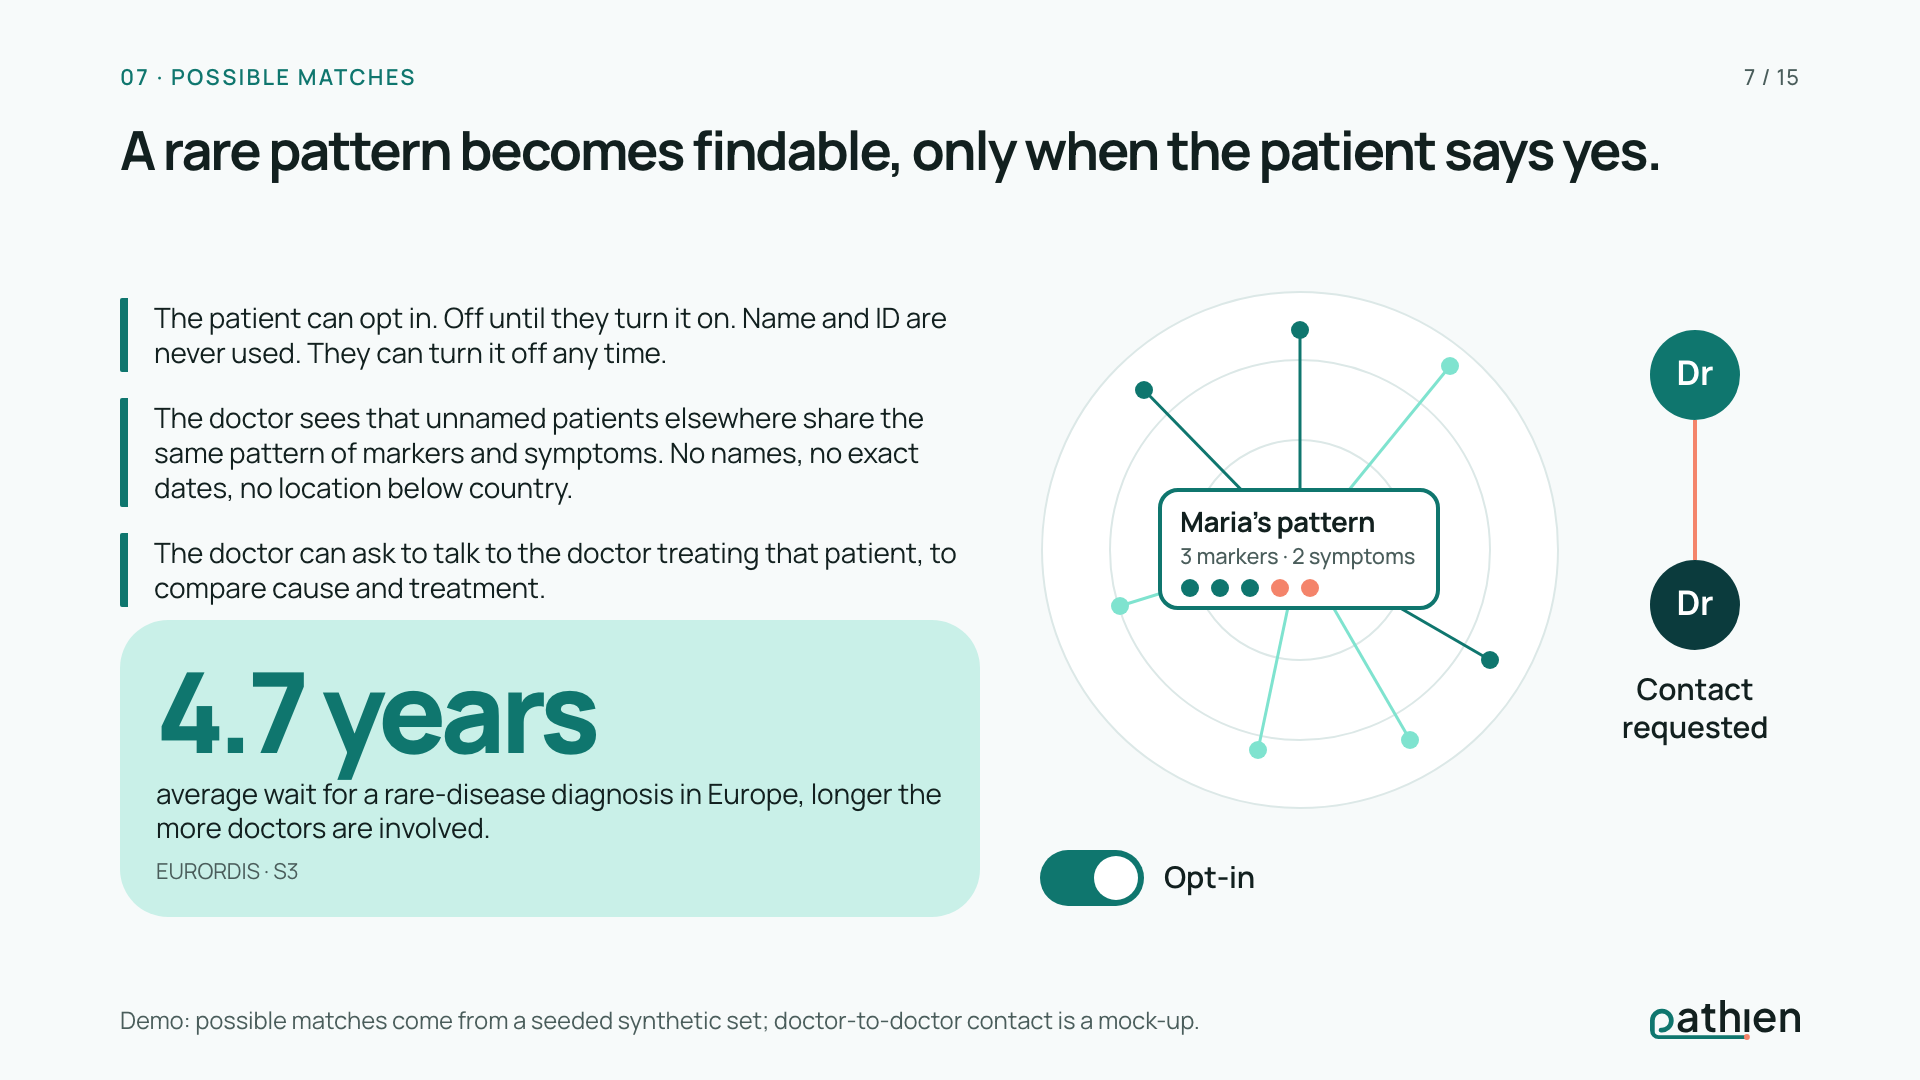 07 · POSSIBLE MATCHES
7 / 15
A rare pattern becomes findable, only when the patient says yes.
The patient can opt in. Off until they turn it on. Name and ID are
never used. They can turn it off any time.
The doctor sees that unnamed patients elsewhere share the
same pattern of markers and symptoms. No names, no exact
dates, no location below country.
The doctor can ask to talk to the doctor treating that patient, to
compare cause and treatment.
4.7 years
average wait for a rare-disease diagnosis in Europe, longer the
more doctors are involved.
EURORDIS · S3
Maria’s pattern
3 markers · 2 symptoms
Opt-in
Dr
Dr
Contact
requested
Demo: possible matches come from a seeded synthetic set; doctor-to-doctor contact is a mock-up.
pathien